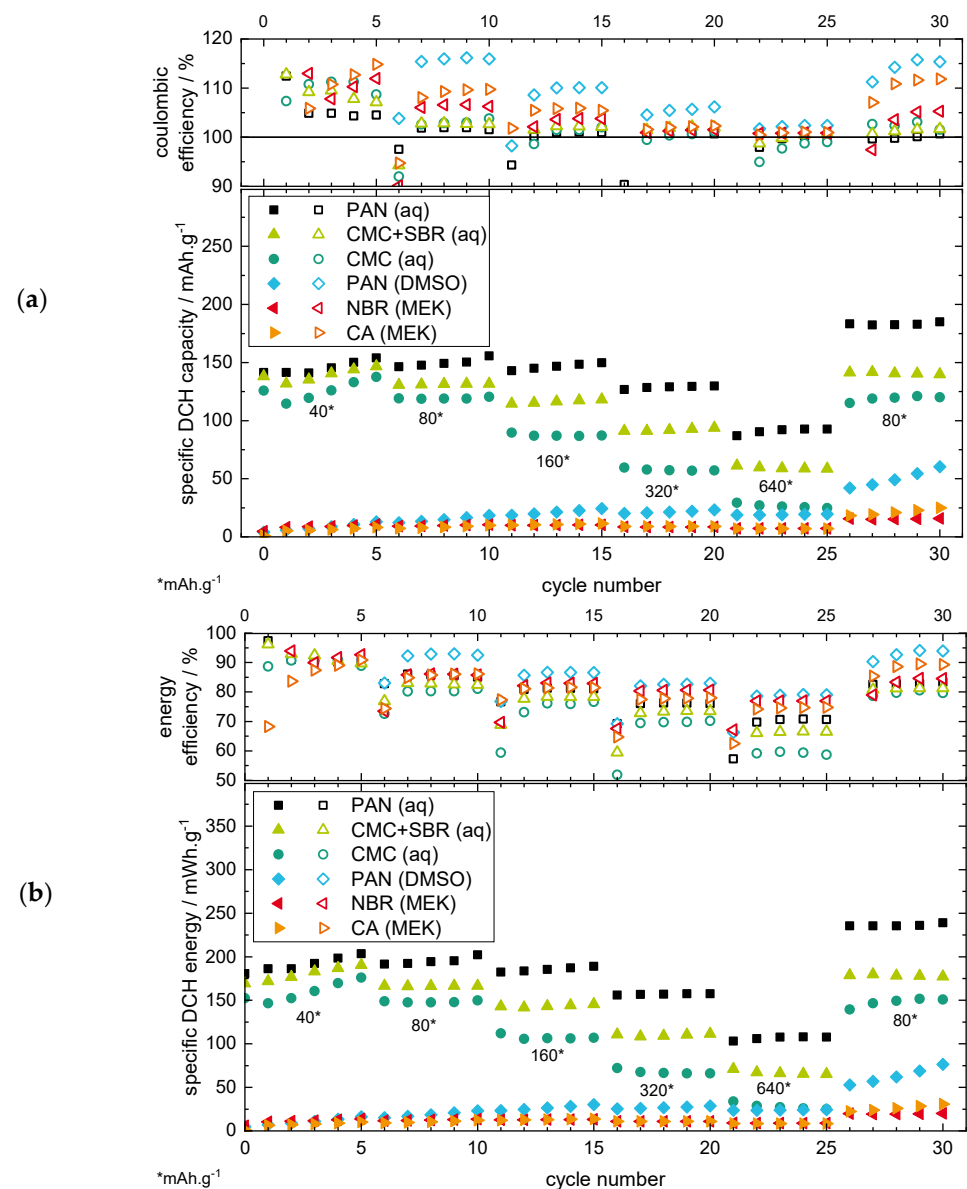 0 5 10 15 20 25 30
120
110
100
90
coulombic
efficiency / %
(a)
PAN (aq)
CMC+SBR (aq)
CMC (aq)
PAN (DMSO)
NBR (MEK)
CA (MEK)
250
200
150
100
50
0
specific DCH capacity / mAh.g⁻¹
40*
80*
160*
320*
640*
80*
0 5 10 15 20 25 30
*mAh.g⁻¹
cycle number
0 5 10 15 20 25 30
100
90
80
70
60
50
energy
efficiency / %
(b)
PAN (aq)
CMC+SBR (aq)
CMC (aq)
PAN (DMSO)
NBR (MEK)
CA (MEK)
350
300
250
200
150
100
50
0
specific DCH energy / mWh.g⁻¹
40*
80*
160*
320*
640*
80*
0 5 10 15 20 25 30
*mAh.g⁻¹
cycle number